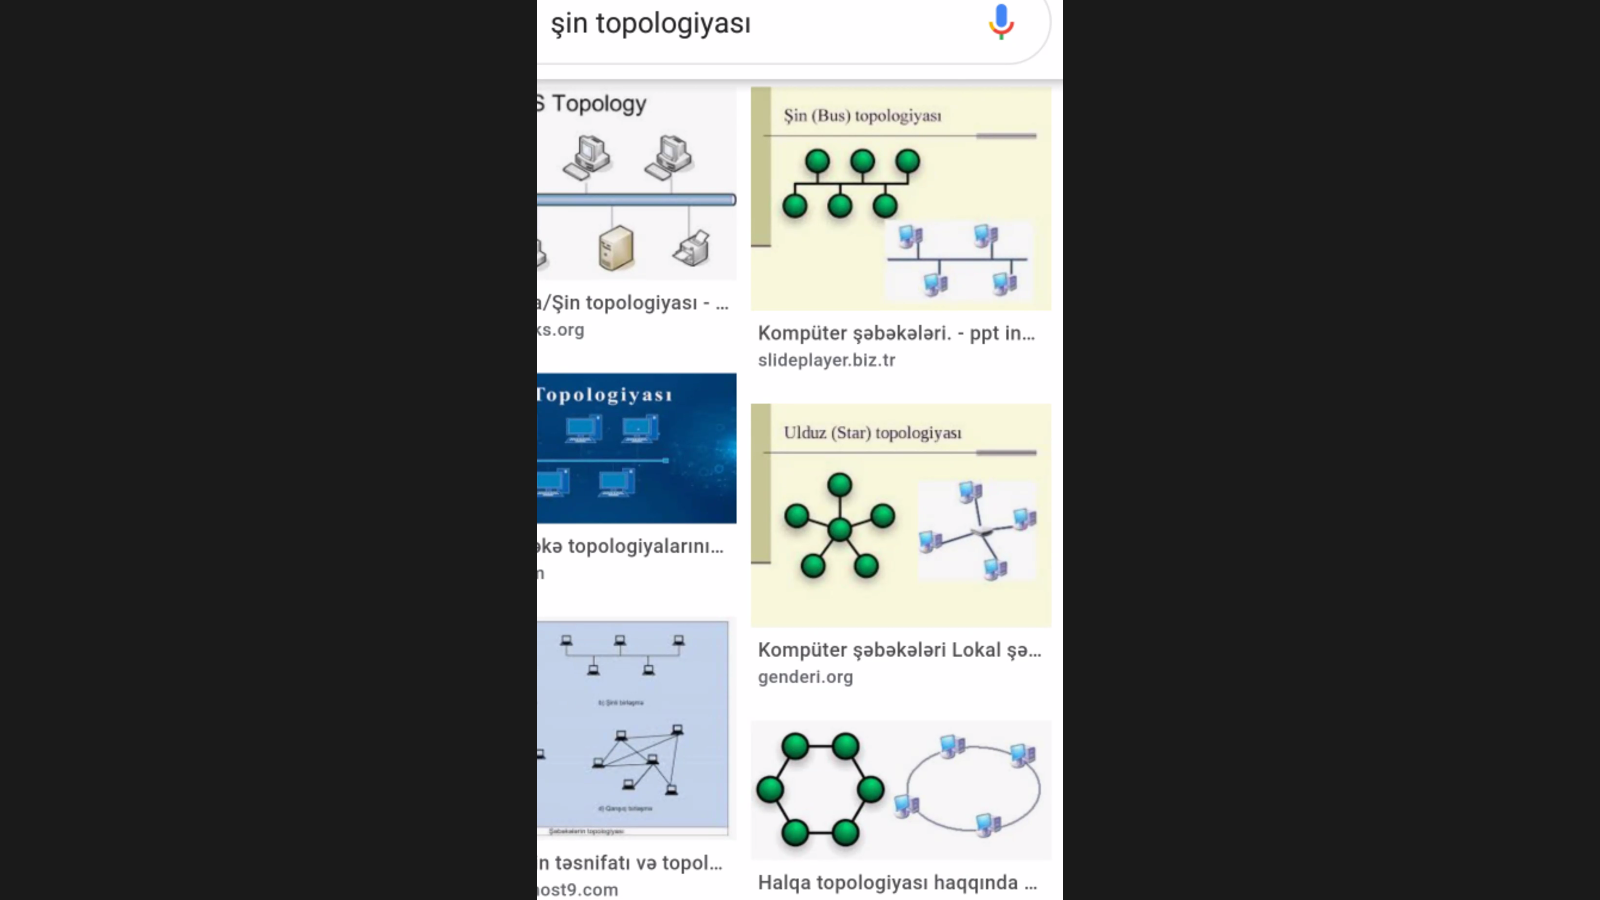 şin topologiyası
S Topology
a/Şin topologiyası - ...
ks.org
Topologiyası
əkə topologiyalarını...
m
b) Şinli birləşmə
d) Qarışıq birləşmə
Şəbəkələrin topologiyası
n təsnifatı və topol...
host9.com
Şin (Bus) topologiyası
Kompüter şəbəkələri. - ppt in...
slideplayer.biz.tr
Ulduz (Star) topologiyası
Kompüter şəbəkələri Lokal şə...
genderi.org
Halqa topologiyası haqqında ...